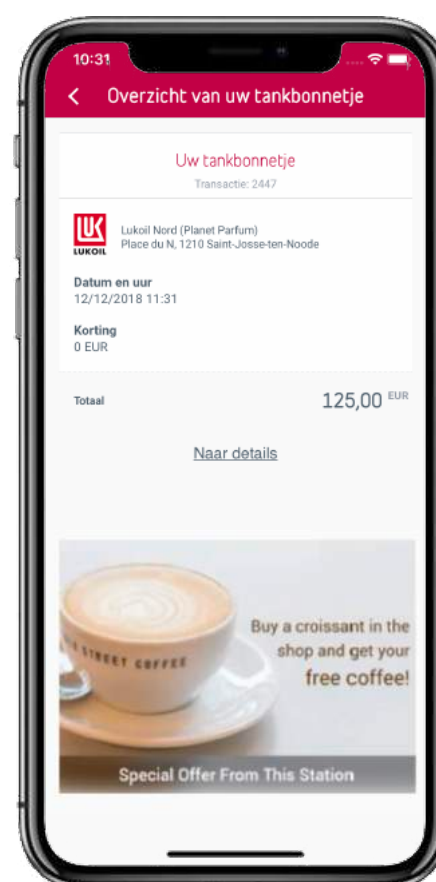 10:31
Overzicht van uw tankbonnetje
Uw tankbonnetje
Transactie: 2447
LUKOIL
Lukoil Nord (Planet Parfum)
Place du N, 1210 Saint-Josse-ten-Noode
Datum en uur
12/12/2018 11:31
Korting
0 EUR
Totaal 125,00 EUR
Naar details
STREET COFFEE
Buy a croissant in the
shop and get your
free coffee!
Special Offer From This Station